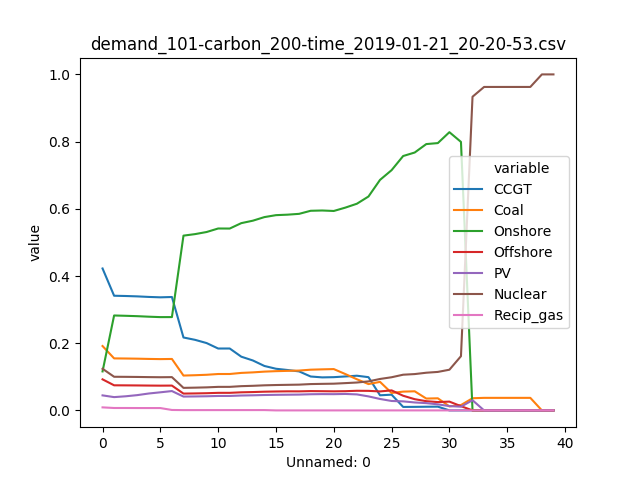 demand_101-carbon_200-time_2019-01-21_20-20-53.csv
1.0
0.8
0.6
0.4
0.2
0.0
value
variable
CCGT
Coal
Onshore
Offshore
PV
Nuclear
Recip_gas
0 5 10 15 20 25 30 35 40
Unnamed: 0